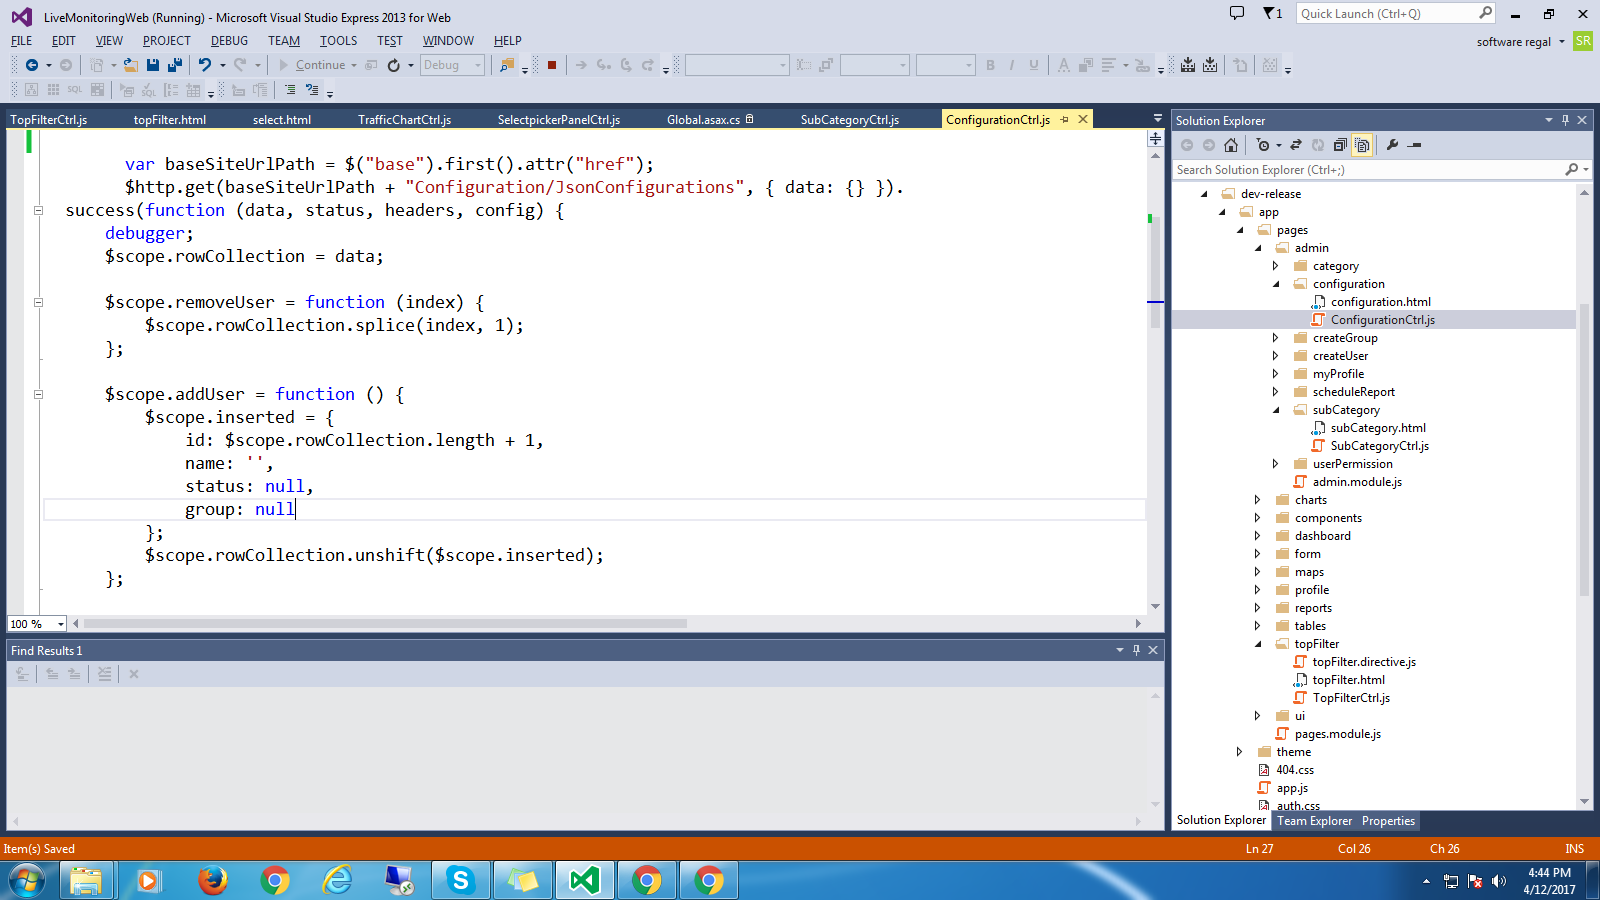 LiveMonitoringWeb (Running) - Microsoft Visual Studio Express 2013 for Web
1
Quick Launch (Ctrl+Q)
FILE EDIT VIEW PROJECT DEBUG TEAM TOOLS TEST WINDOW HELP
software regal
SR
Continue
Debug
B I U A
SQL SQL
TopFilterCtrl.js topFilter.html select.html TrafficChartCtrl.js SelectpickerPanelCtrl.js Global.asax.cs SubCategoryCtrl.js ConfigurationCtrl.js
var baseSiteUrlPath = $("base").first().attr("href");
$http.get(baseSiteUrlPath + "Configuration/JsonConfigurations", { data: {} }).
success(function (data, status, headers, config) {
debugger;
$scope.rowCollection = data;
$scope.removeUser = function (index) {
$scope.rowCollection.splice(index, 1);
};
$scope.addUser = function () {
$scope.inserted = {
id: $scope.rowCollection.length + 1,
name: '',
status: null,
group: null
};
$scope.rowCollection.unshift($scope.inserted);
};
100 %
Find Results 1
Solution Explorer
Search Solution Explorer (Ctrl+;)
dev-release
app
pages
admin
category
configuration
configuration.html
ConfigurationCtrl.js
createGroup
createUser
myProfile
scheduleReport
subCategory
subCategory.html
SubCategoryCtrl.js
userPermission
admin.module.js
charts
components
dashboard
form
maps
profile
reports
tables
topFilter
topFilter.directive.js
topFilter.html
TopFilterCtrl.js
ui
pages.module.js
theme
404.css
app.js
auth.css
Solution Explorer Team Explorer Properties
Item(s) Saved
Ln 27 Col 26 Ch 26 INS
4:44 PM
4/12/2017